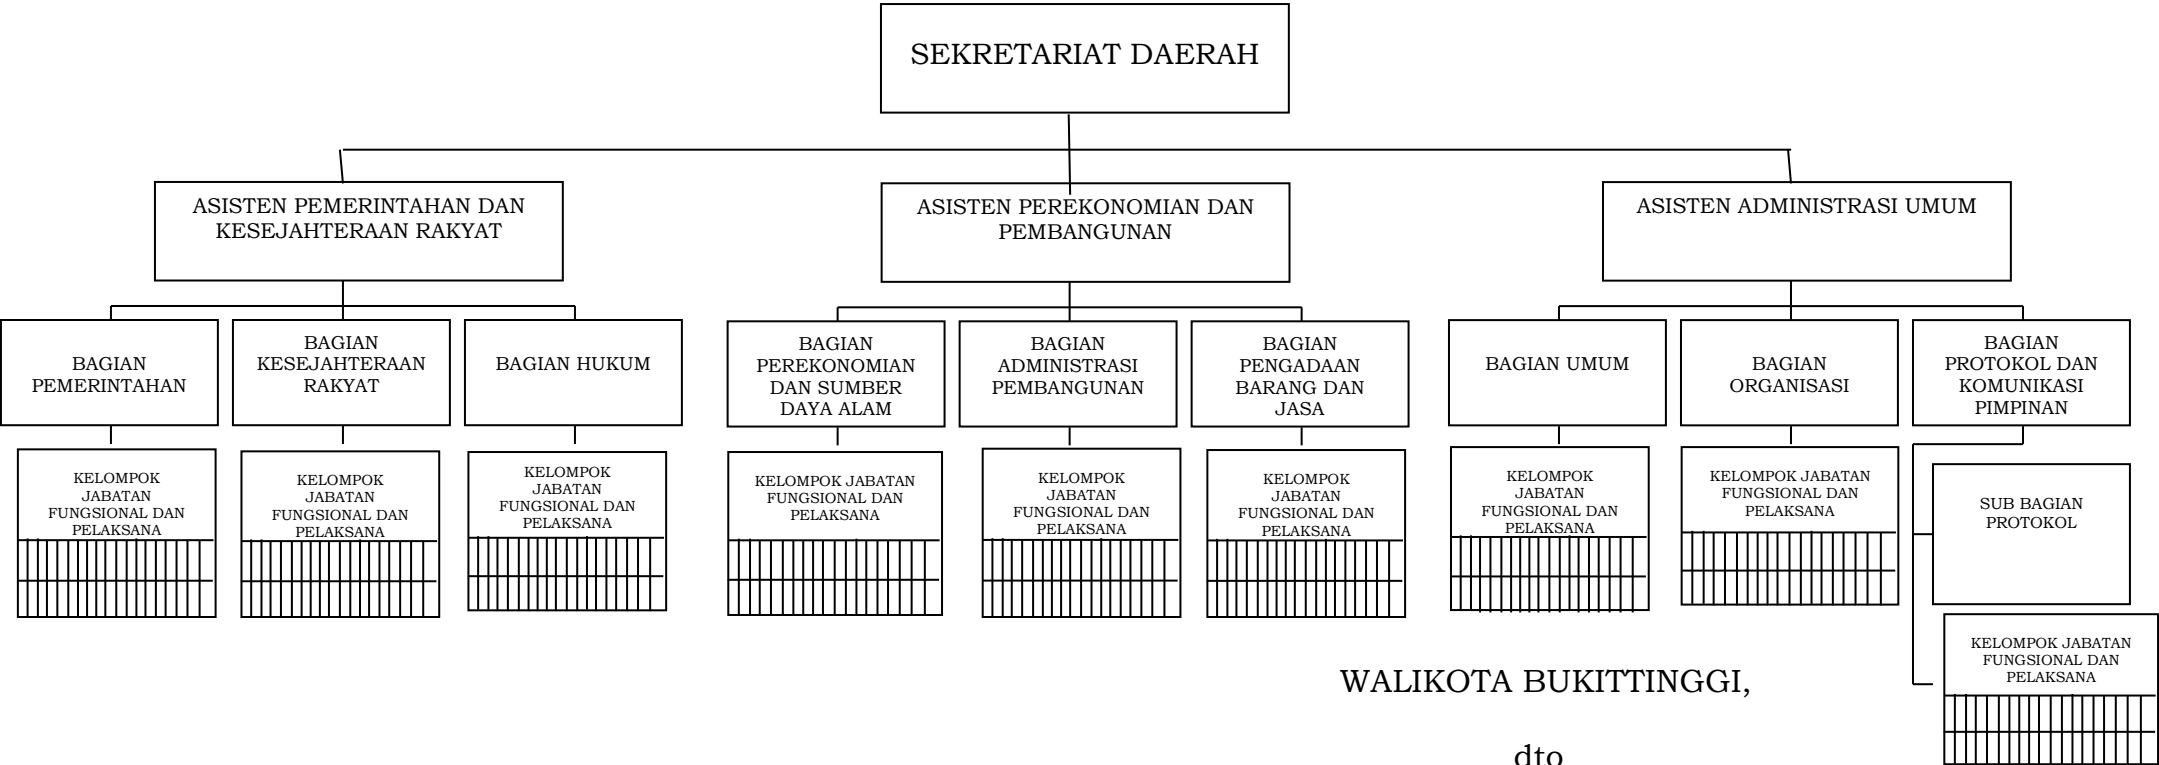 SEKRETARIAT DAERAH
ASISTEN PEMERINTAHAN DAN
KESEJAHTERAAN RAKYAT
ASISTEN PEREKONOMIAN DAN
PEMBANGUNAN
ASISTEN ADMINISTRASI UMUM
BAGIAN
PEMERINTAHAN
BAGIAN
KESEJAHTERAAN
RAKYAT
BAGIAN HUKUM
BAGIAN
PEREKONOMIAN
DAN SUMBER
DAYA ALAM
BAGIAN
ADMINISTRASI
PEMBANGUNAN
BAGIAN
PENGADAAN
BARANG DAN
JASA
BAGIAN UMUM
BAGIAN
ORGANISASI
BAGIAN
PROTOKOL DAN
KOMUNIKASI
PIMPINAN
KELOMPOK
JABATAN
FUNGSIONAL DAN
PELAKSANA
KELOMPOK
JABATAN
FUNGSIONAL DAN
PELAKSANA
KELOMPOK
JABATAN
FUNGSIONAL DAN
PELAKSANA
KELOMPOK JABATAN
FUNGSIONAL DAN
PELAKSANA
KELOMPOK
JABATAN
FUNGSIONAL DAN
PELAKSANA
KELOMPOK
JABATAN
FUNGSIONAL DAN
PELAKSANA
KELOMPOK
JABATAN
FUNGSIONAL DAN
PELAKSANA
KELOMPOK JABATAN
FUNGSIONAL DAN
PELAKSANA
SUB BAGIAN
PROTOKOL
KELOMPOK JABATAN
FUNGSIONAL DAN
PELAKSANA
WALIKOTA BUKITTINGGI,
dto